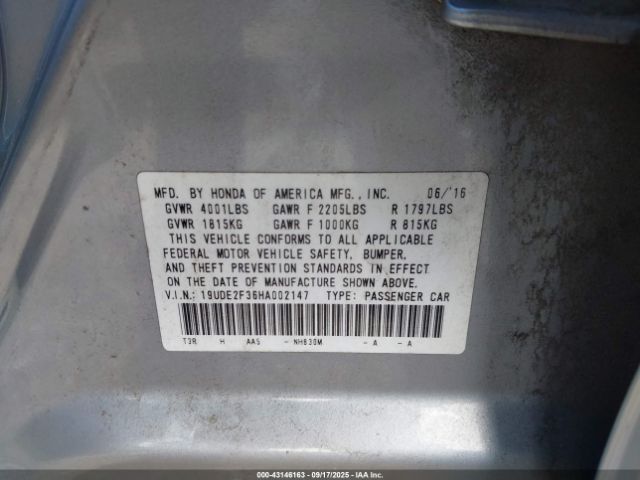 MFD. BY HONDA OF AMERICA MFG., INC. 06/'16
GVWR 4001LBS GAWR F 2205LBS R 1797LBS
GVWR 1815KG GAWR F 1000KG R 815KG
THIS VEHICLE CONFORMS TO ALL APPLICABLE
FEDERAL MOTOR VEHICLE SAFETY, BUMPER,
AND THEFT PREVENTION STANDARDS IN EFFECT
ON THE DATE OF MANUFACTURE SHOWN ABOVE.
V.I.N.: 19UDE2F36HA002147 TYPE: PASSENGER CAR
T3R H AA5 - NH830M - A - A
000-43146163 - 09/17/2025 - IAAI.COM